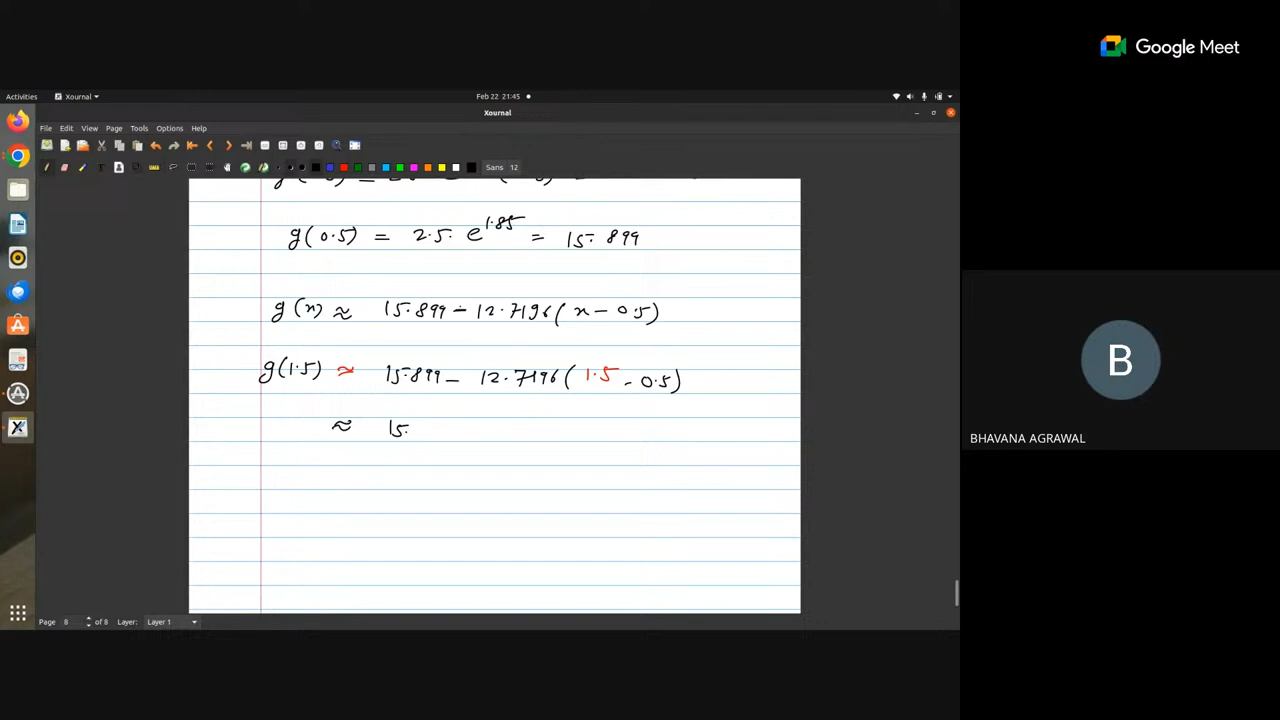 Google Meet
Activities Xournal Feb 22 21:45
Xournal
File Edit View Page Tools Options Help
Sans 12
g(0.5) = 2.5. e^1.85 = 15.899
g(x) ≈ 15.899 - 12.7196(x - 0.5)
g(1.5) ≈ 15.899 - 12.7196(1.5 - 0.5)
≈ 15.
B
BHAVANA AGRAWAL
Page 8 of 8 Layer: Layer 1